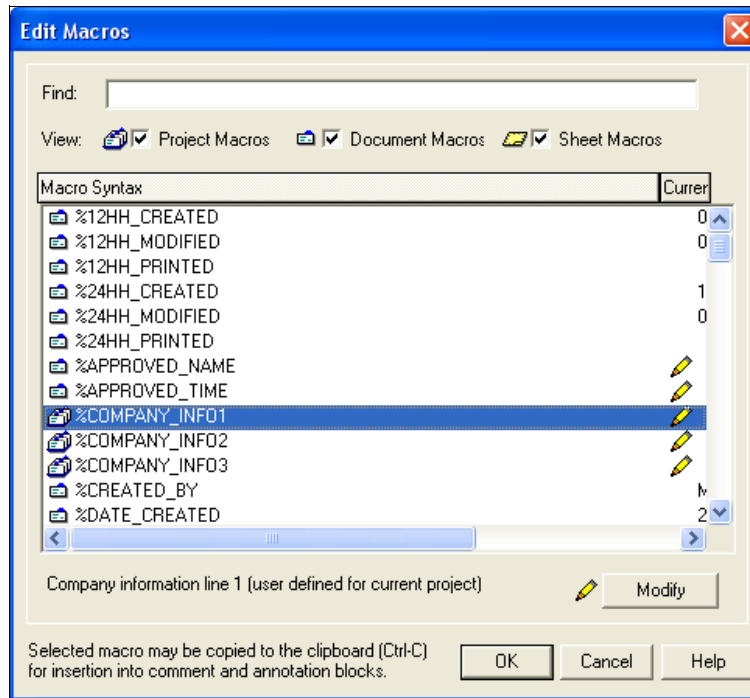 Edit Macros
Find:
View: Project Macros Document Macros Sheet Macros
Macro Syntax Curren
%12HH_CREATED 0
%12HH_MODIFIED 0
%12HH_PRINTED
%24HH_CREATED 1
%24HH_MODIFIED 0
%24HH_PRINTED
%APPROVED_NAME
%APPROVED_TIME
%COMPANY_INFO1
%COMPANY_INFO2
%COMPANY_INFO3
%CREATED_BY M
%DATE_CREATED 2
Company information line 1 (user defined for current project) Modify
Selected macro may be copied to the clipboard (Ctrl-C)
for insertion into comment and annotation blocks.
OK Cancel Help